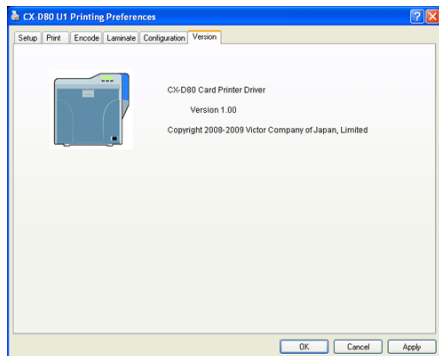 CX-D80 U1 Printing Preferences
Setup Print Encode Laminate Configuration Version
CX-D80 Card Printer Driver
Version 1.00
Copyright 2008-2009 Victor Company of Japan, Limited
OK Cancel Apply